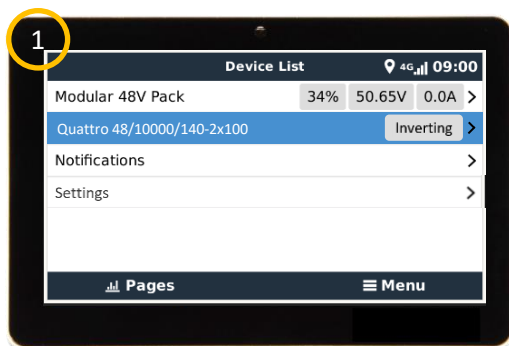 1
Device List 4G 09:00
Modular 48V Pack 34% 50.65V 0.0A >
Quattro 48/10000/140-2x100 Inverting >
Notifications >
Settings >
Pages Menu